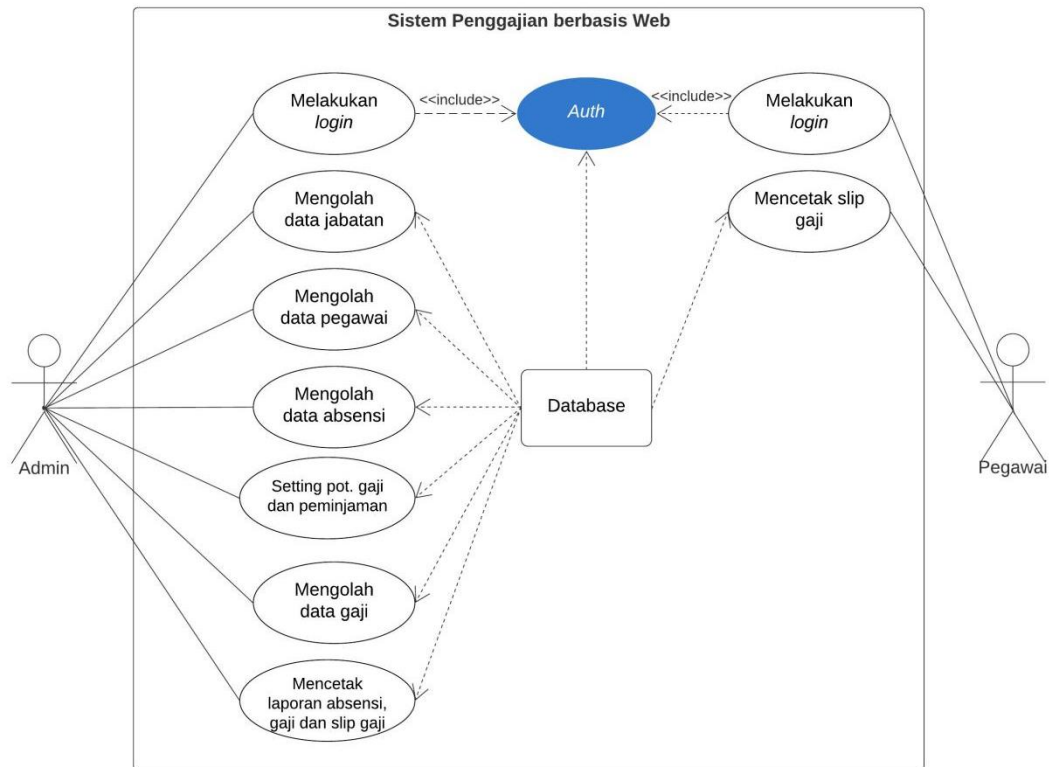 Sistem Penggajian berbasis Web
Melakukan
login
<<include>>
Auth
<<include>>
Melakukan
login
Mengolah
data jabatan
Mencetak slip
gaji
Mengolah
data pegawai
Mengolah
data absensi
Database
Admin
Pegawai
Setting pot. gaji
dan peminjaman
Mengolah
data gaji
Mencetak
laporan absensi,
gaji dan slip gaji